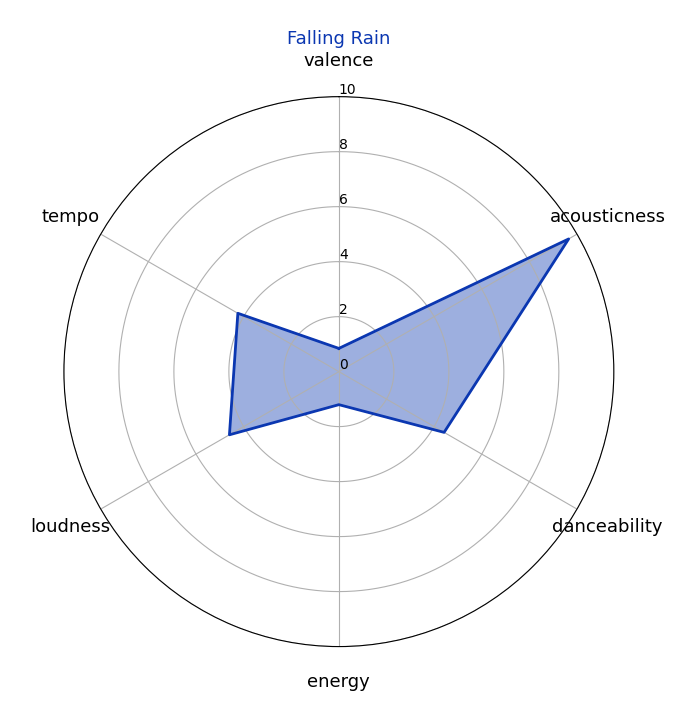 Falling Rain
valence
10
8
acousticness
tempo
6
4
2
0
loudness
danceability
energy